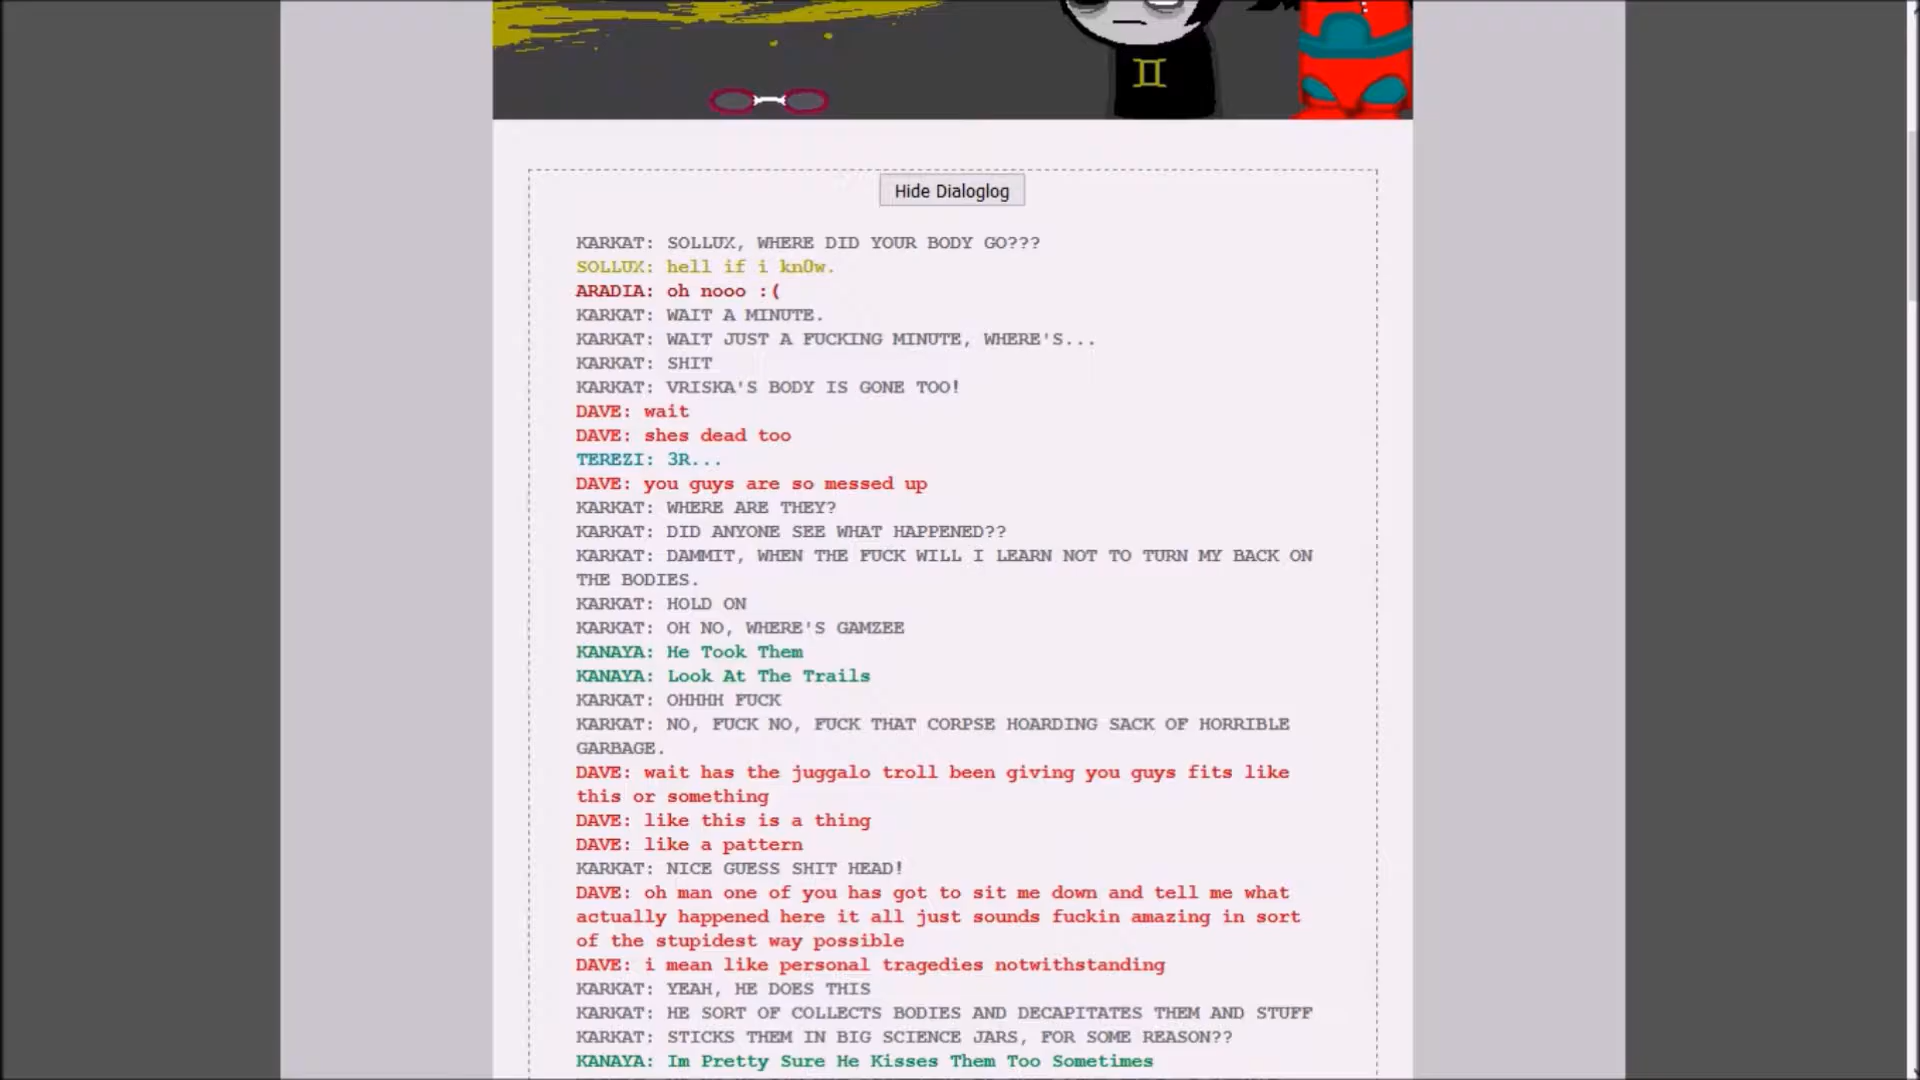 II
Hide Dialoglog
KARKAT: SOLLUX, WHERE DID YOUR BODY GO???
SOLLUX: hell if i kn0w.
ARADIA: oh nooo :(
KARKAT: WAIT A MINUTE.
KARKAT: WAIT JUST A FUCKING MINUTE, WHERE'S...
KARKAT: SHIT
KARKAT: VRISKA'S BODY IS GONE TOO!
DAVE: wait
DAVE: shes dead too
TEREZI: 3R...
DAVE: you guys are so messed up
KARKAT: WHERE ARE THEY?
KARKAT: DID ANYONE SEE WHAT HAPPENED??
KARKAT: DAMMIT, WHEN THE FUCK WILL I LEARN NOT TO TURN MY BACK ON
THE BODIES.
KARKAT: HOLD ON
KARKAT: OH NO, WHERE'S GAMZEE
KANAYA: He Took Them
KANAYA: Look At The Trails
KARKAT: OHHHH FUCK
KARKAT: NO, FUCK NO, FUCK THAT CORPSE HOARDING SACK OF HORRIBLE
GARBAGE.
DAVE: wait has the juggalo troll been giving you guys fits like
this or something
DAVE: like this is a thing
DAVE: like a pattern
KARKAT: NICE GUESS SHIT HEAD!
DAVE: oh man one of you has got to sit me down and tell me what
actually happened here it all just sounds fuckin amazing in sort
of the stupidest way possible
DAVE: i mean like personal tragedies notwithstanding
KARKAT: YEAH, HE DOES THIS
KARKAT: HE SORT OF COLLECTS BODIES AND DECAPITATES THEM AND STUFF
KARKAT: STICKS THEM IN BIG SCIENCE JARS, FOR SOME REASON??
KANAYA: Im Pretty Sure He Kisses Them Too Sometimes